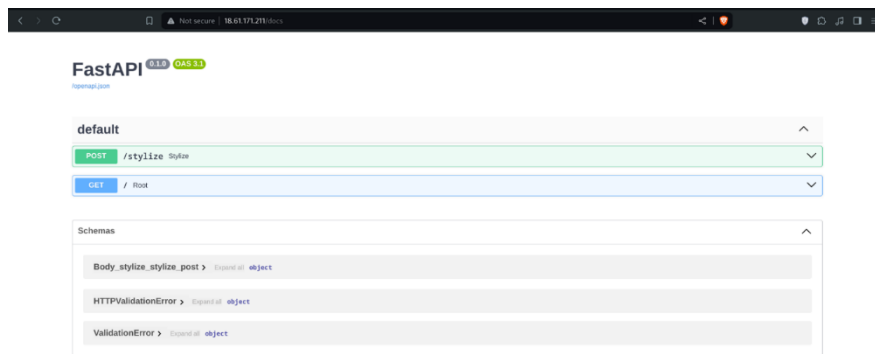 Not secure | 18.61.171.211/docs
FastAPI 0.1.0 OAS 3.1
/openapi.json
default
POST /stylize Stylize
GET / Root
Schemas
Body_stylize_stylize_post > Expand all object
HTTPValidationError > Expand all object
ValidationError > Expand all object